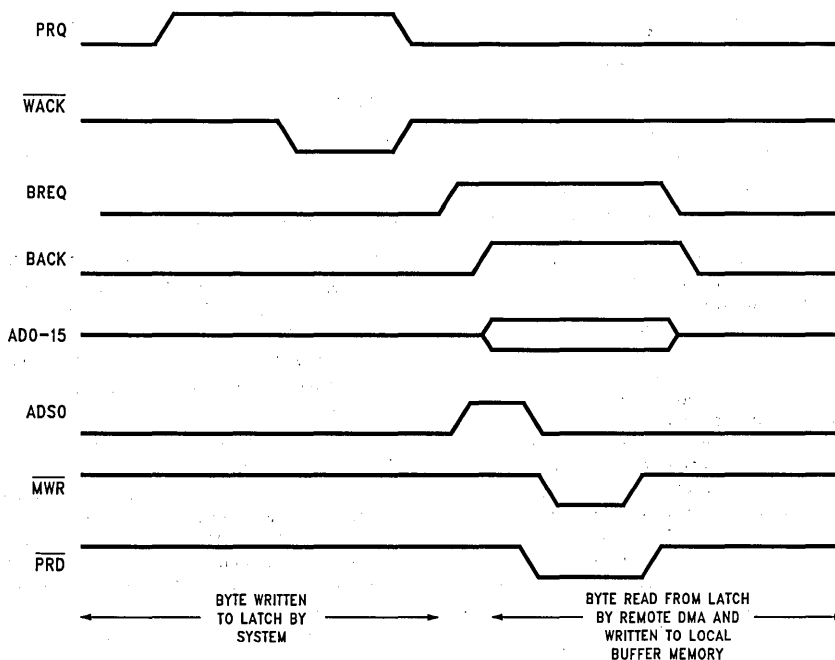 PRQ
WACK
BREQ
BACK
AD0-15
ADS0
MWR
PRD
BYTE WRITTEN
TO LATCH BY
SYSTEM
BYTE READ FROM LATCH
BY REMOTE DMA AND
WRITTEN TO LOCAL
BUFFER MEMORY